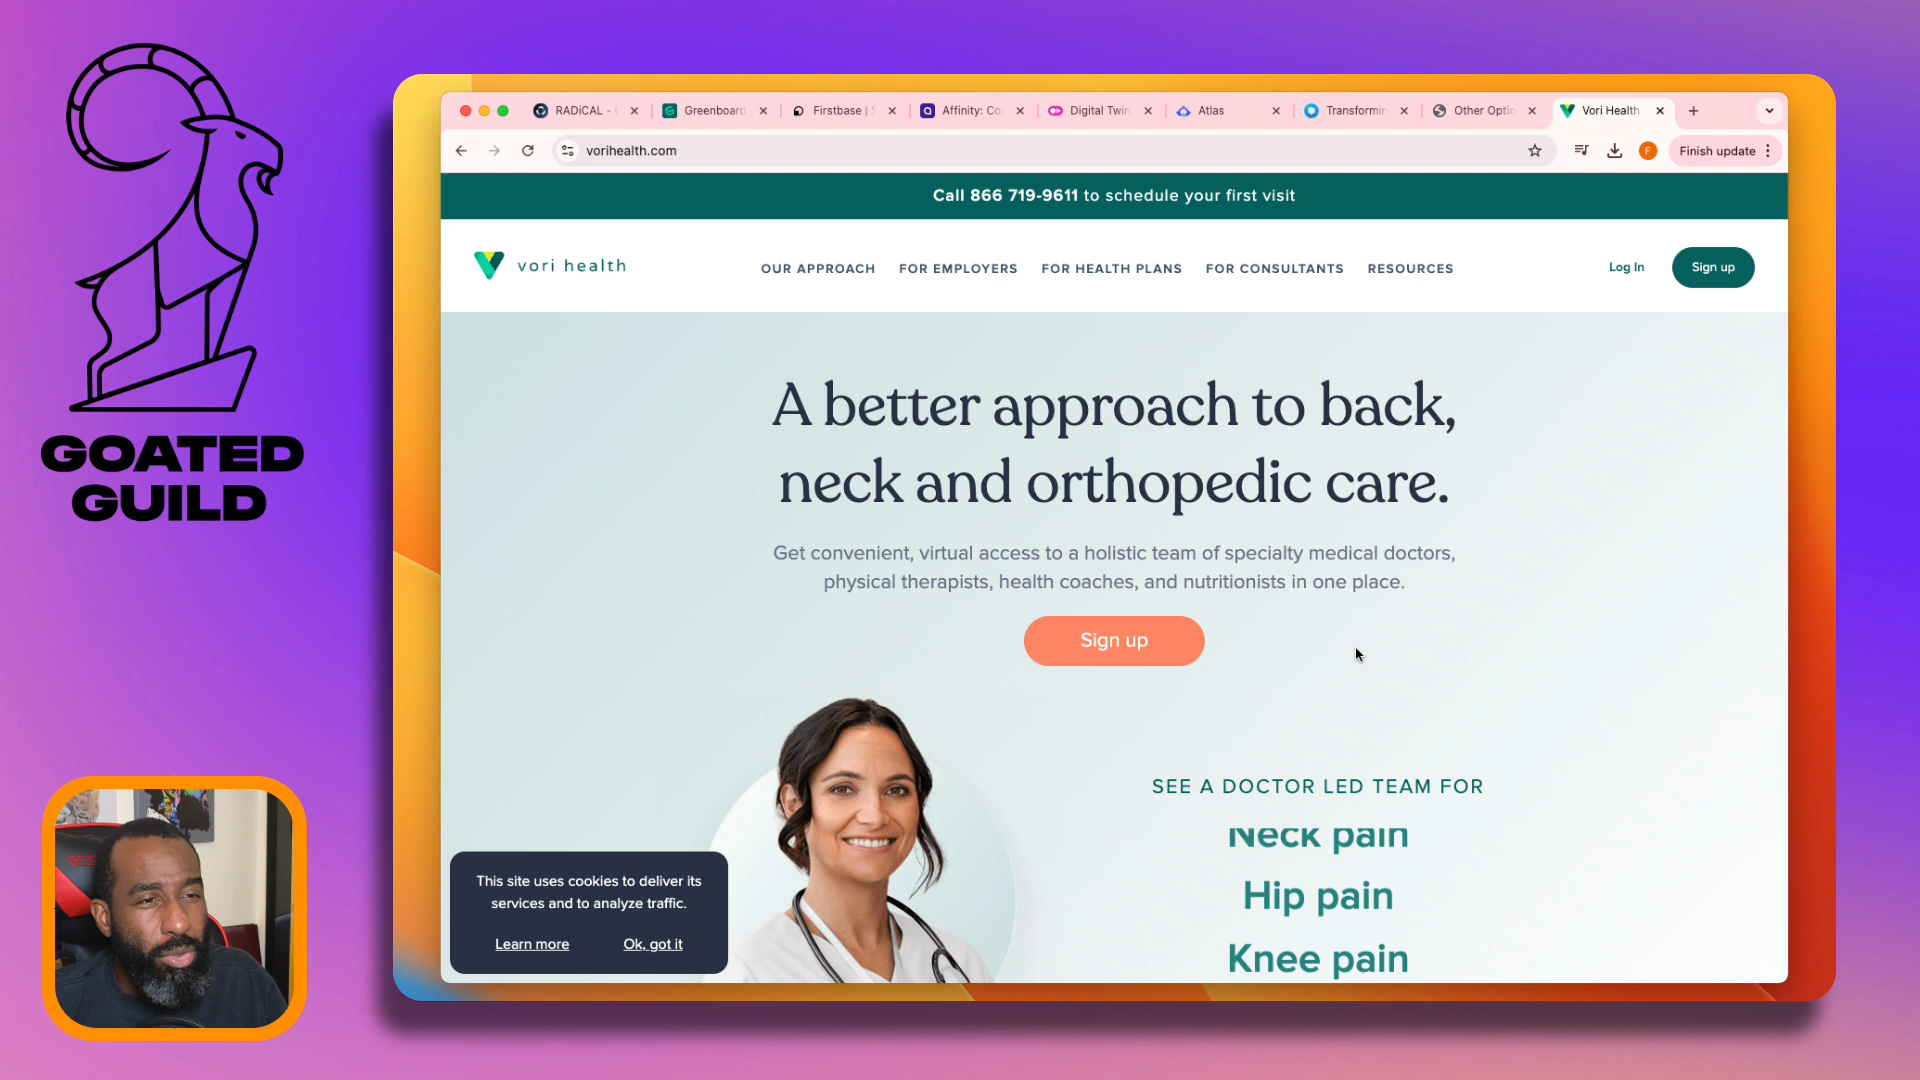 GOATED
GUILD
RADiCAL -
Greenboard
Firstbase |
Affinity: Co
Digital Twin
Atlas
Transformin
Other Optio
Vori Health
vorihealth.com
F
Finish update
Call 866 719-9611 to schedule your first visit
vori health
OUR APPROACH
FOR EMPLOYERS
FOR HEALTH PLANS
FOR CONSULTANTS
RESOURCES
Log In
Sign up
A better approach to back,
neck and orthopedic care.
Get convenient, virtual access to a holistic team of specialty medical doctors,
physical therapists, health coaches, and nutritionists in one place.
Sign up
SEE A DOCTOR LED TEAM FOR
Neck pain
Hip pain
Knee pain
This site uses cookies to deliver its
services and to analyze traffic.
Learn more
Ok, got it